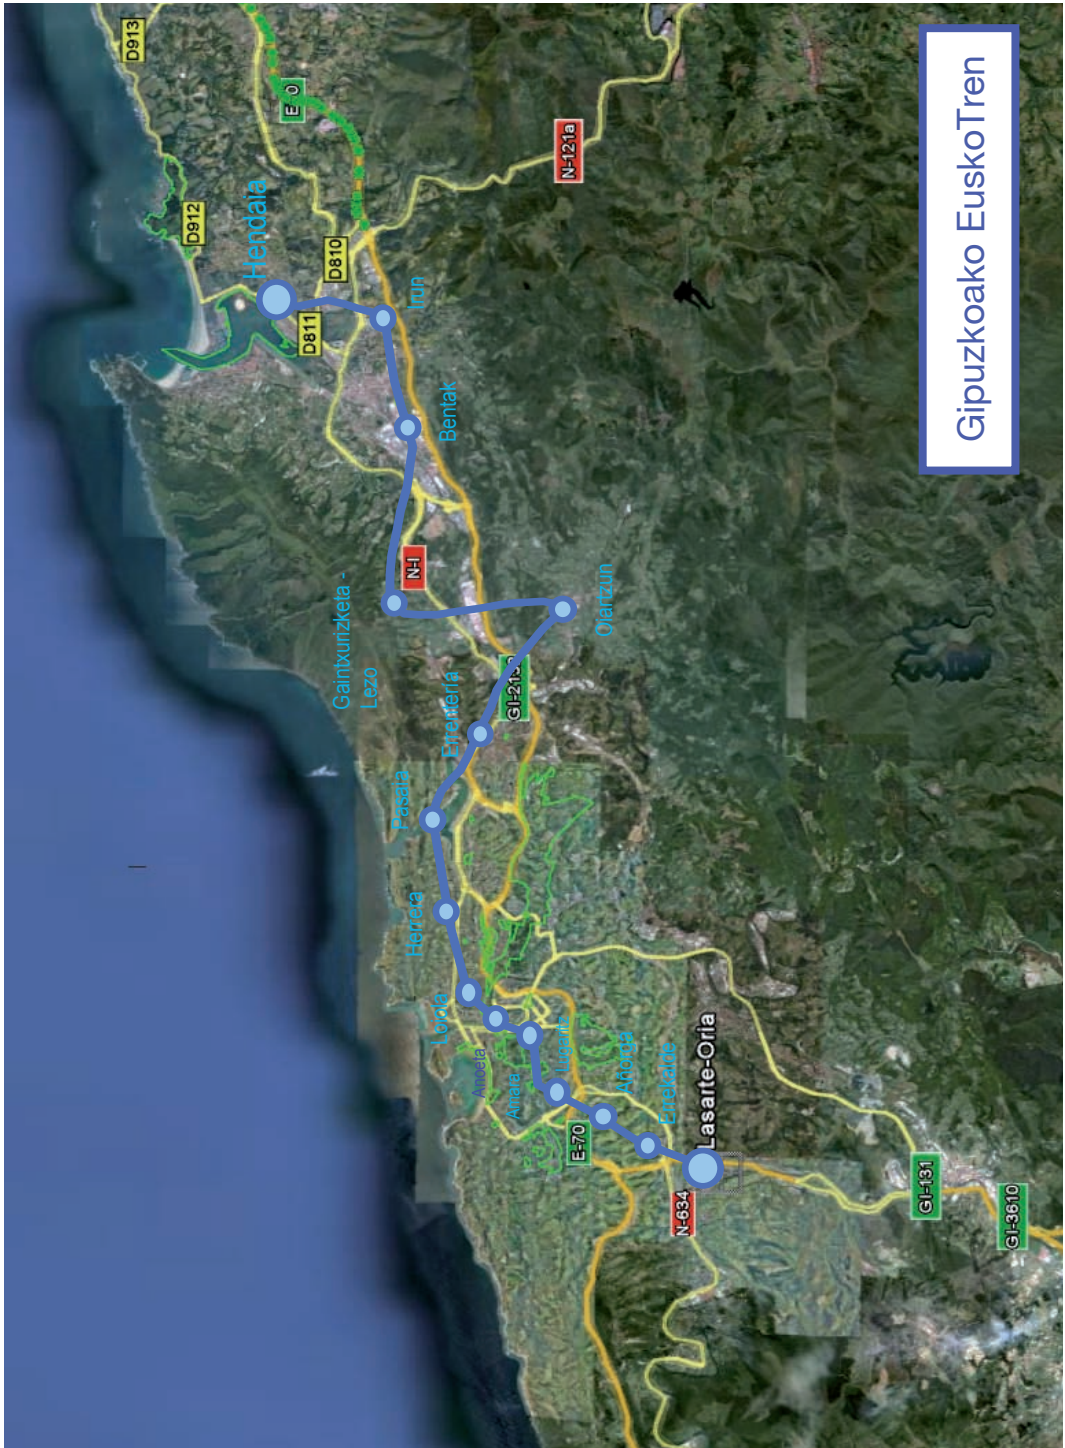 Gipuzkoako EuskoTren
D913
E-70
N-121a
D912
Hendaia
D810
D811
Irun
Bentak
N-I
Gaintxurizketa -
Lezo
Oiartzun
Errenteria
Pasaia
Herrera
Loiola
Anoeta
Amara
Lugaritz
Añorga
Errekalde
E-70
Lasarte-Oria
N-634
GI-131
GI-3610